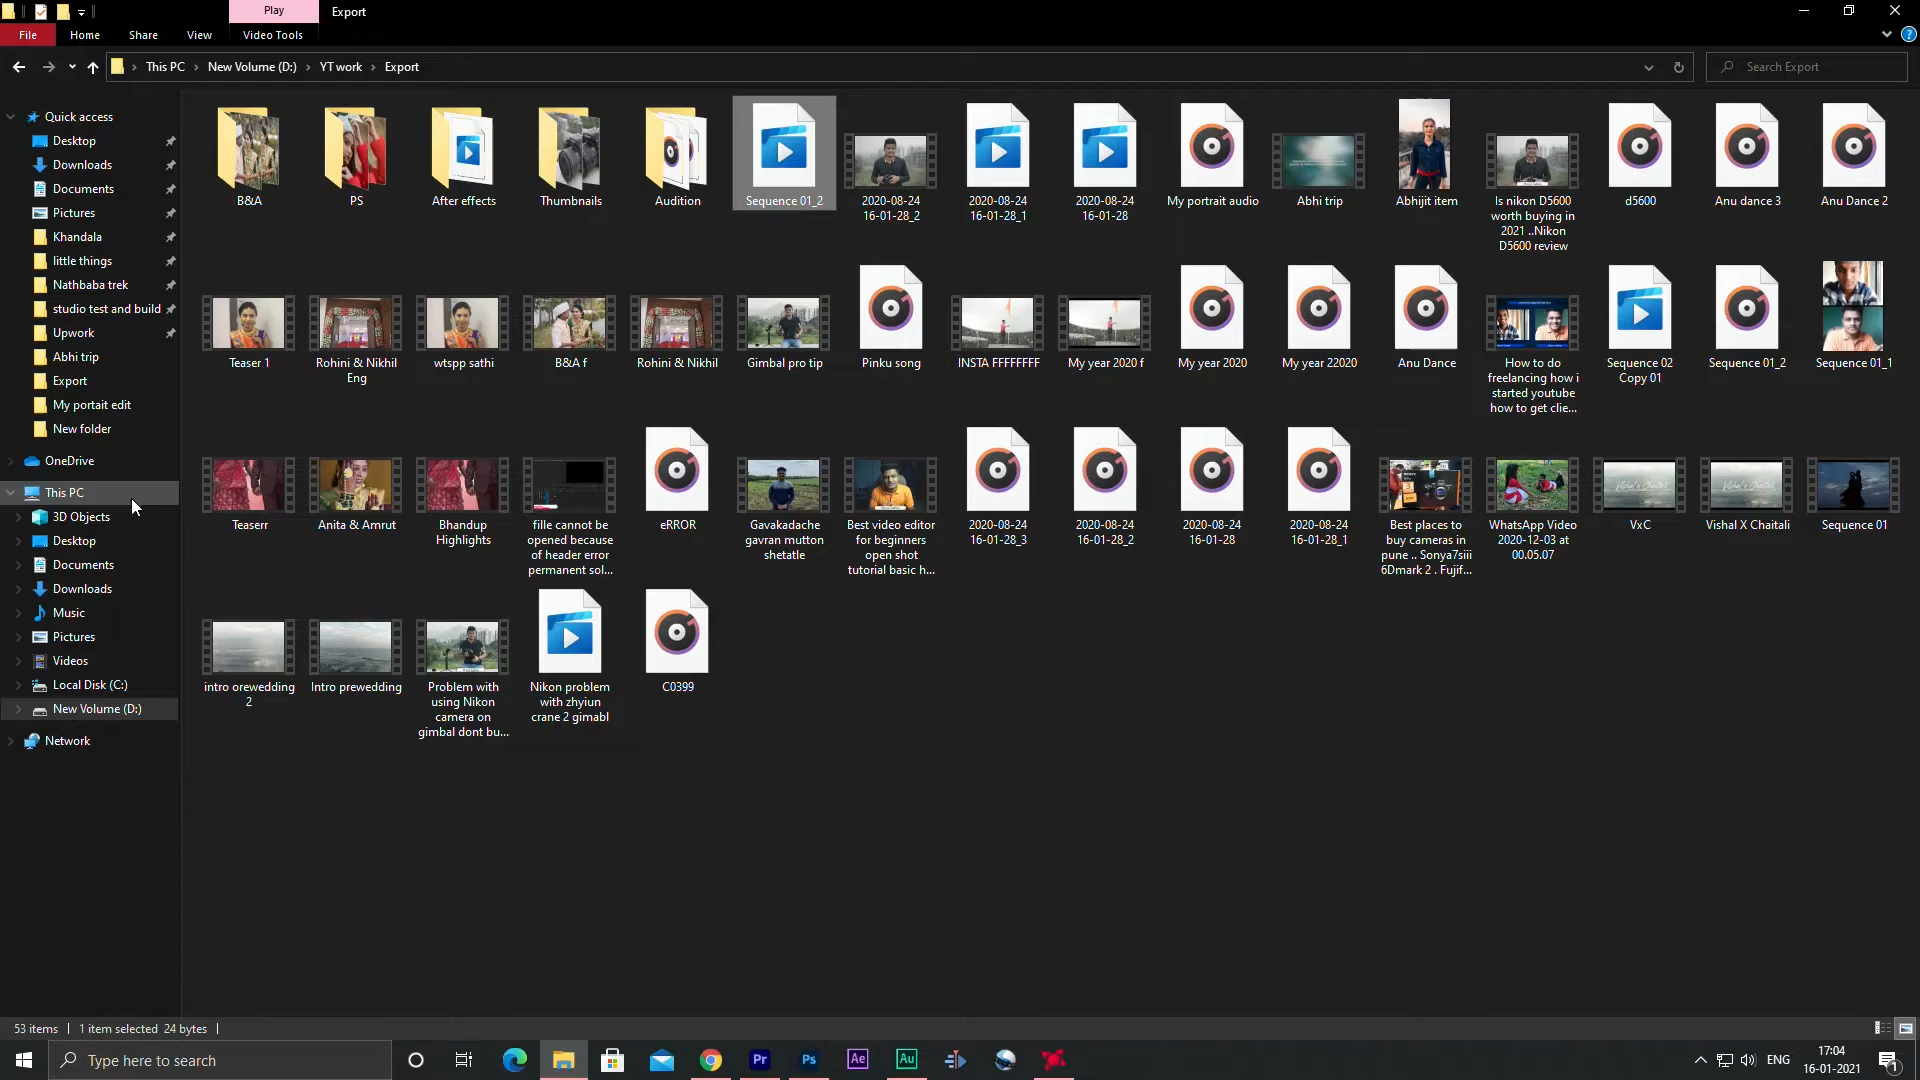 Play
Export
File
Home
Share
View
Video Tools
This PC
New Volume (D:)
YT work
Export
Search Export
Quick access
Desktop
Downloads
Documents
Pictures
Khandala
little things
Nathbaba trek
studio test and build
Upwork
Abhi trip
Export
My portait edit
New folder
OneDrive
This PC
3D Objects
Desktop
Documents
Downloads
Music
Pictures
Videos
Local Disk (C:)
New Volume (D:)
Network
B&A
PS
After effects
Thumbnails
Audition
Sequence 01_2
2020-08-24
16-01-28_2
2020-08-24
16-01-28_1
2020-08-24
16-01-28
My portrait audio
Abhi trip
Abhijit item
Is nikon D5600
worth buying in
2021 ..Nikon
D5600 review
d5600
Anu dance 3
Anu Dance 2
Teaser 1
Rohini & Nikhil
Eng
wtspp sathi
B&A f
Rohini & Nikhil
Gimbal pro tip
Pinku song
INSTA FFFFFFFF
My year 2020 f
My year 2020
My year 22020
Anu Dance
How to do
freelancing how i
started youtube
how to get clie...
Sequence 02
Copy 01
Sequence 01_2
Sequence 01_1
Teaserr
Anita & Amrut
Bhandup
Highlights
fille cannot be
opened because
of header error
permanent sol...
eRROR
Gavakadache
gavran mutton
shetatle
Best video editor
for beginners
open shot
tutorial basic h...
2020-08-24
16-01-28_3
2020-08-24
16-01-28_2
2020-08-24
16-01-28
2020-08-24
16-01-28_1
Best places to
buy cameras in
pune .. Sonya7siii
6Dmark 2 . Fujif...
WhatsApp Video
2020-12-03 at
00.05.07
VxC
Vishal X Chaitali
Sequence 01
intro orewedding
2
Intro prewedding
Problem with
using Nikon
camera on
gimbal dont bu...
Nikon problem
with zhyiun
crane 2 gimabl
C0399
53 items
1 item selected 24 bytes
Type here to search
Pr
Ps
Ae
Au
ENG
17:04
16-01-2021
1